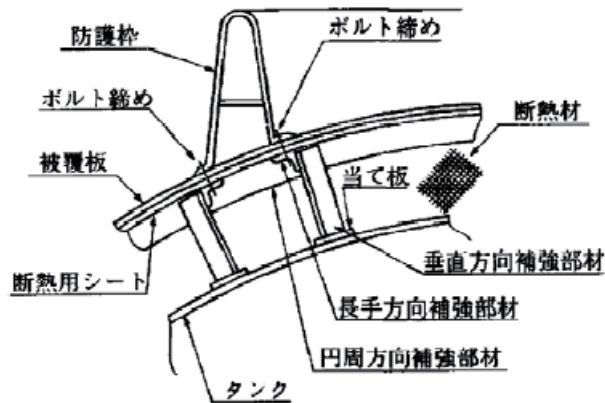 防護枠
ボルト締め
ボルト締め
断熱材
被覆板
当て板
垂直方向補強部材
断熱用シート
長手方向補強部材
円周方向補強部材
タンク